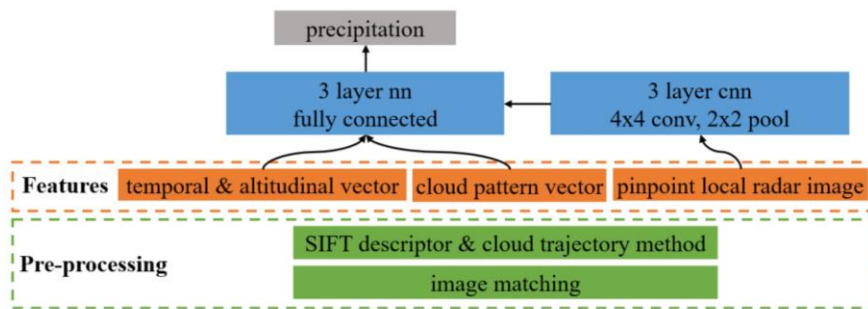 precipitation
3 layer nn
fully connected
3 layer cnn
4x4 conv, 2x2 pool
Features
temporal & altitudinal vector
cloud pattern vector
pinpoint local radar image
Pre-processing
SIFT descriptor & cloud trajectory method
image matching